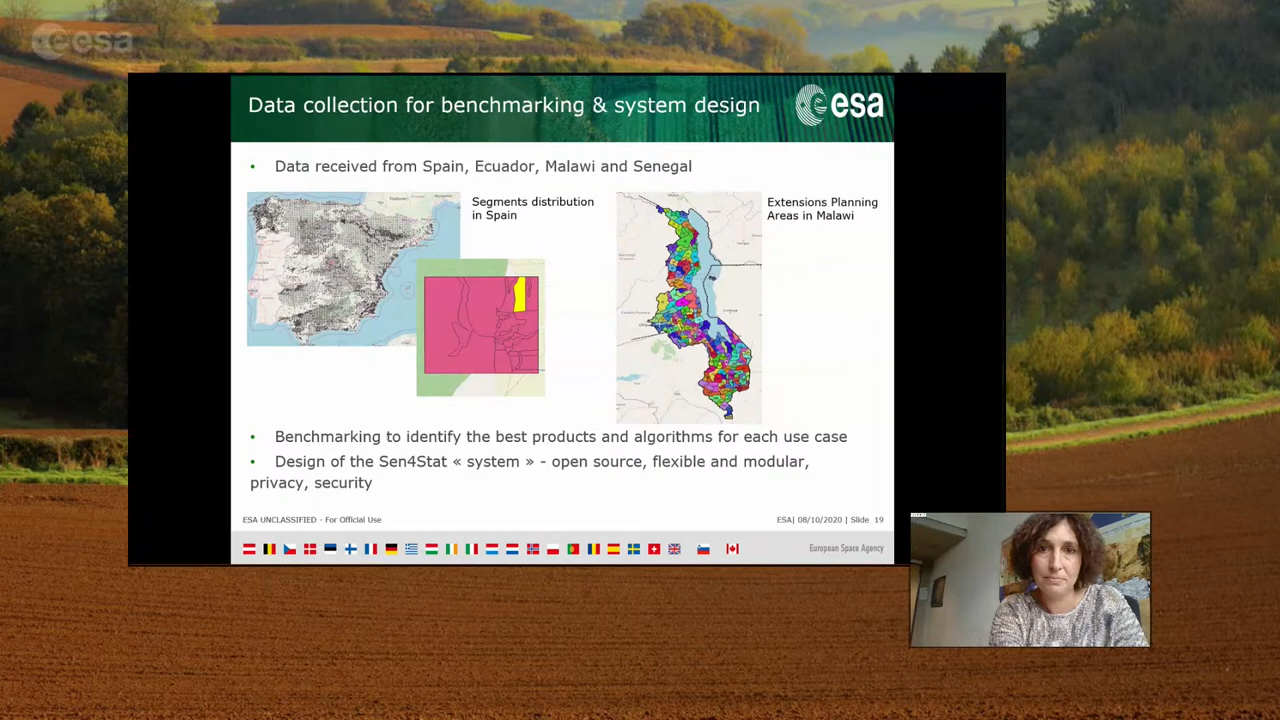 esa
Data collection for benchmarking & system design
esa
• Data received from Spain, Ecuador, Malawi and Senegal
Segments distribution
in Spain
Extensions Planning
Areas in Malawi
• Benchmarking to identify the best products and algorithms for each use case
• Design of the Sen4Stat « system » - open source, flexible and modular,
privacy, security
ESA UNCLASSIFIED - For Official Use
ESA| 08/10/2020 | Slide 19
European Space Agency